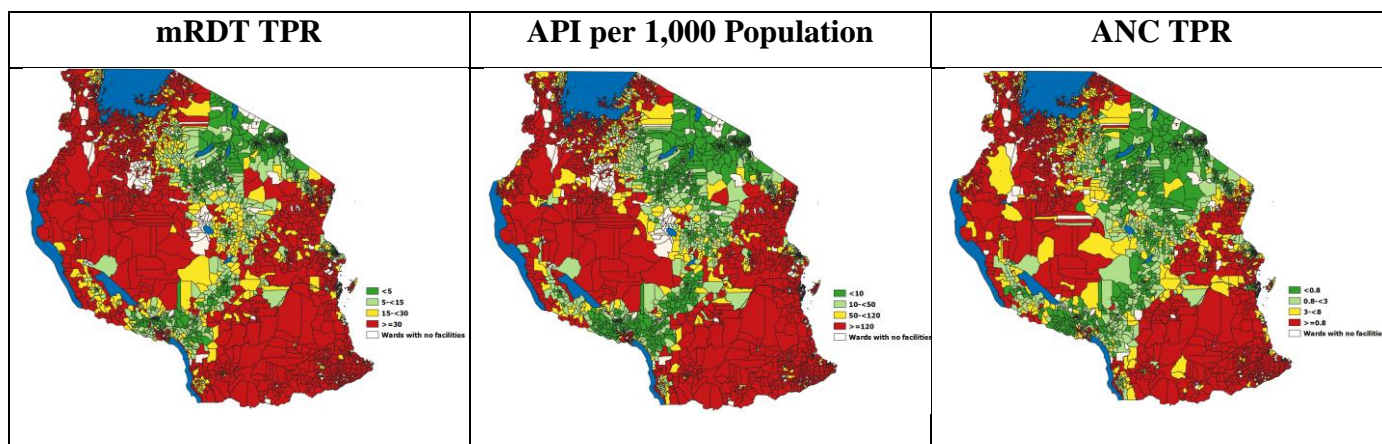 mRDT TPR
API per 1,000 Population
ANC TPR
<5
5-<15
15-<30
>=30
Wards with no facilities
<10
10-<50
50-<120
>=120
Wards with no facilities
<0.8
0.8-<3
3-<8
>=0.8
Wards with no facilities